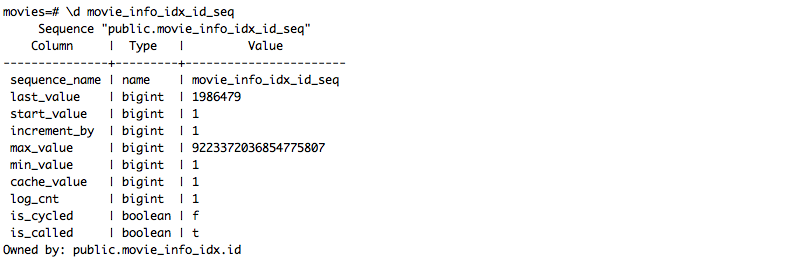 movies=# \d movie_info_idx_id_seq
     Sequence "public.movie_info_idx_id_seq"
    Column     |  Type   |         Value
---------------+---------+-----------------------
 sequence_name | name    | movie_info_idx_id_seq
 last_value    | bigint  | 1986479
 start_value   | bigint  | 1
 increment_by  | bigint  | 1
 max_value     | bigint  | 9223372036854775807
 min_value     | bigint  | 1
 cache_value   | bigint  | 1
 log_cnt       | bigint  | 1
 is_cycled     | boolean | f
 is_called     | boolean | t
Owned by: public.movie_info_idx.id